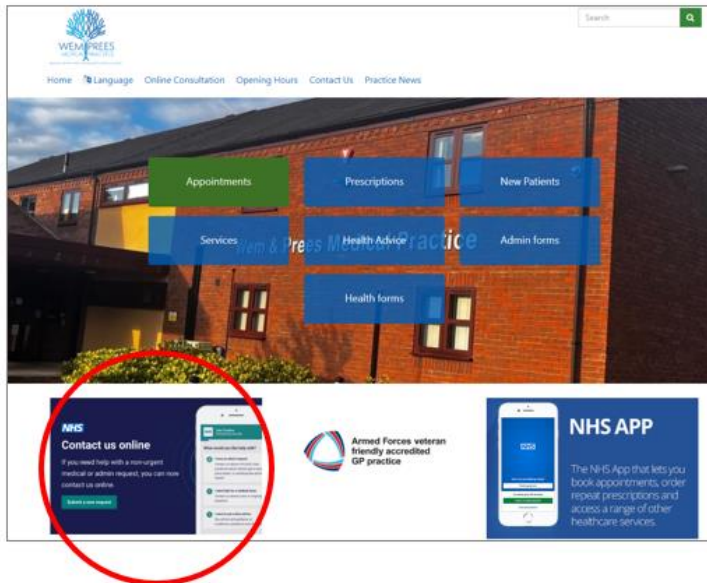 WEM PREES
MEDICAL PRACTICE
Search
Home Language Online Consultation Opening Hours Contact Us Practice News
Appointments
Prescriptions
New Patients
Services
Health Advice
Admin forms
Wem & Prees Medical Practice
Health forms
NHS
Contact us online
If you need help with a non-urgent
medical or admin request, you can now
contact us online.
Submit a new request
Armed Forces veteran
friendly accredited
GP practice
NHS
NHS APP
The NHS App that lets you
book appointments, order
repeat prescriptions and
access a range of other
healthcare services.